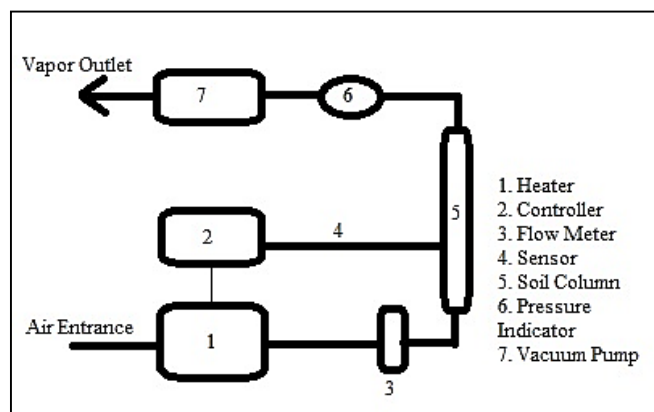 Vapor Outlet
7
6
5
2
4
Air Entrance
1
3
1. Heater
2. Controller
3. Flow Meter
4. Sensor
5. Soil Column
6. Pressure
Indicator
7. Vacuum Pump